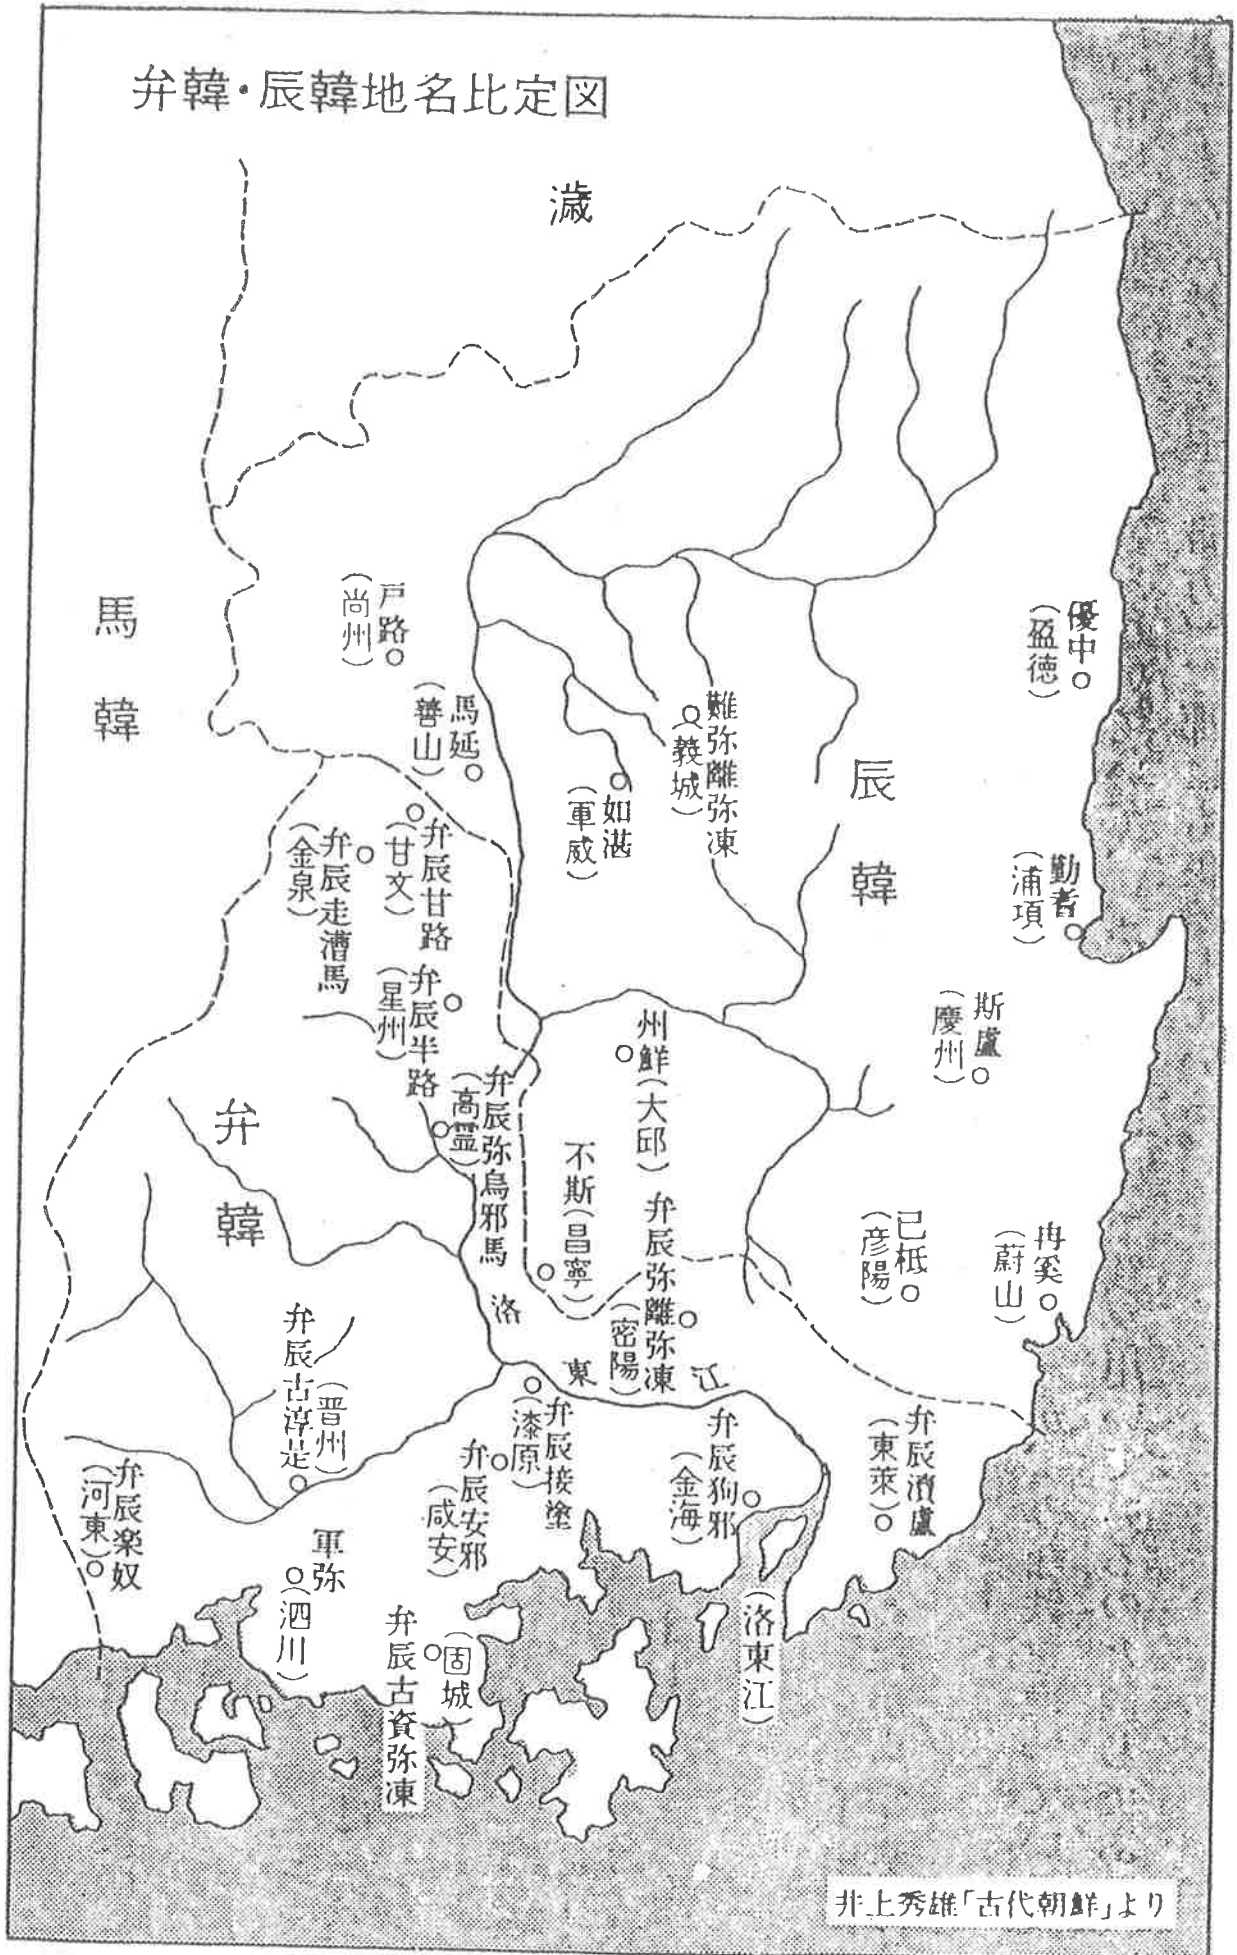 弁韓・辰韓地名比定図
濊
馬韓
辰韓
弁韓
戸路
(尚州)
馬延
(善山)
難弥離弥凍
(義城)
如湛
(軍威)
優中
(盈徳)
勤耆
(浦項)
斯盧
(慶州)
弁辰甘路
(甘文)
弁辰走漕馬
(金泉)
弁辰半路
(星州)
弁辰弥烏邪馬
(高霊)
州鮮(大邱)
不斯(昌寧)
弁辰弥離弥凍
(密陽)
已柢
(彦陽)
冉奚
(蔚山)
洛東江
弁辰古淳是
(晋州)
弁辰接塗
(漆原)
弁辰安邪
(咸安)
弁辰狗邪
(金海)
弁辰瀆盧
(東萊)
弁辰楽奴
(河東)
軍弥
(泗川)
弁辰古資弥凍
(固城)
(洛東江)
井上秀雄「古代朝鮮」より